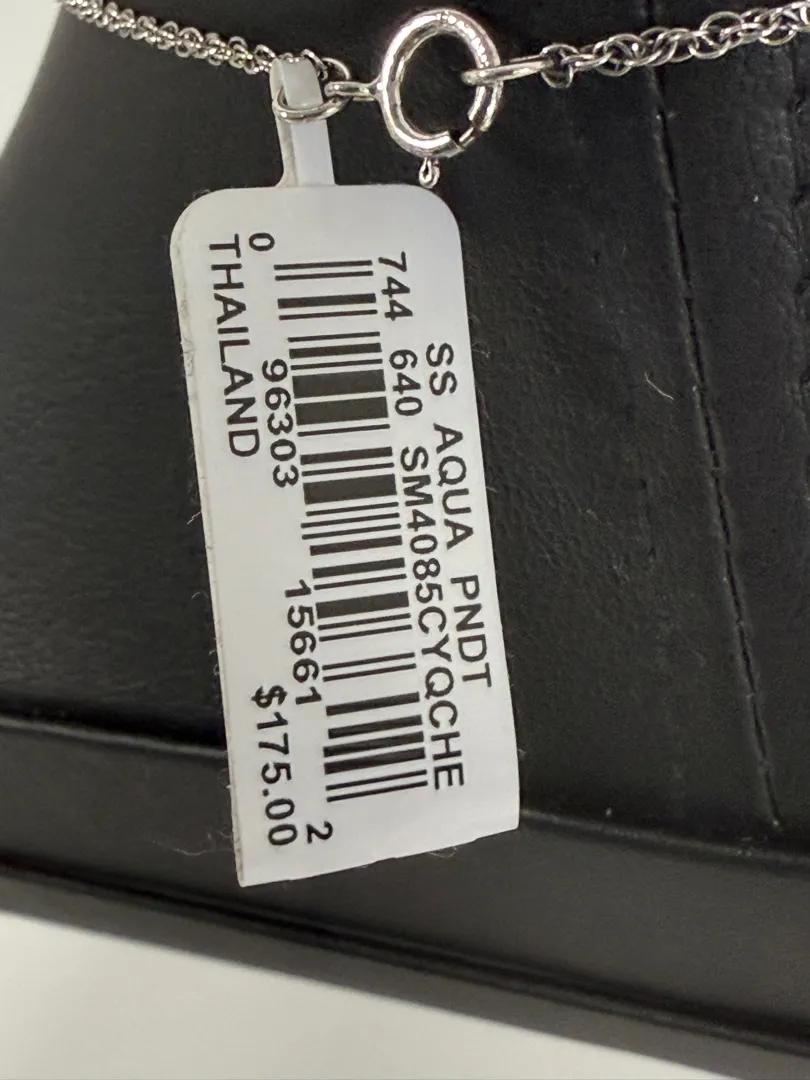 SS AQUA PNDT
744 640 SM4085CYQCHE
0 96303 15661 2
THAILAND $175.00